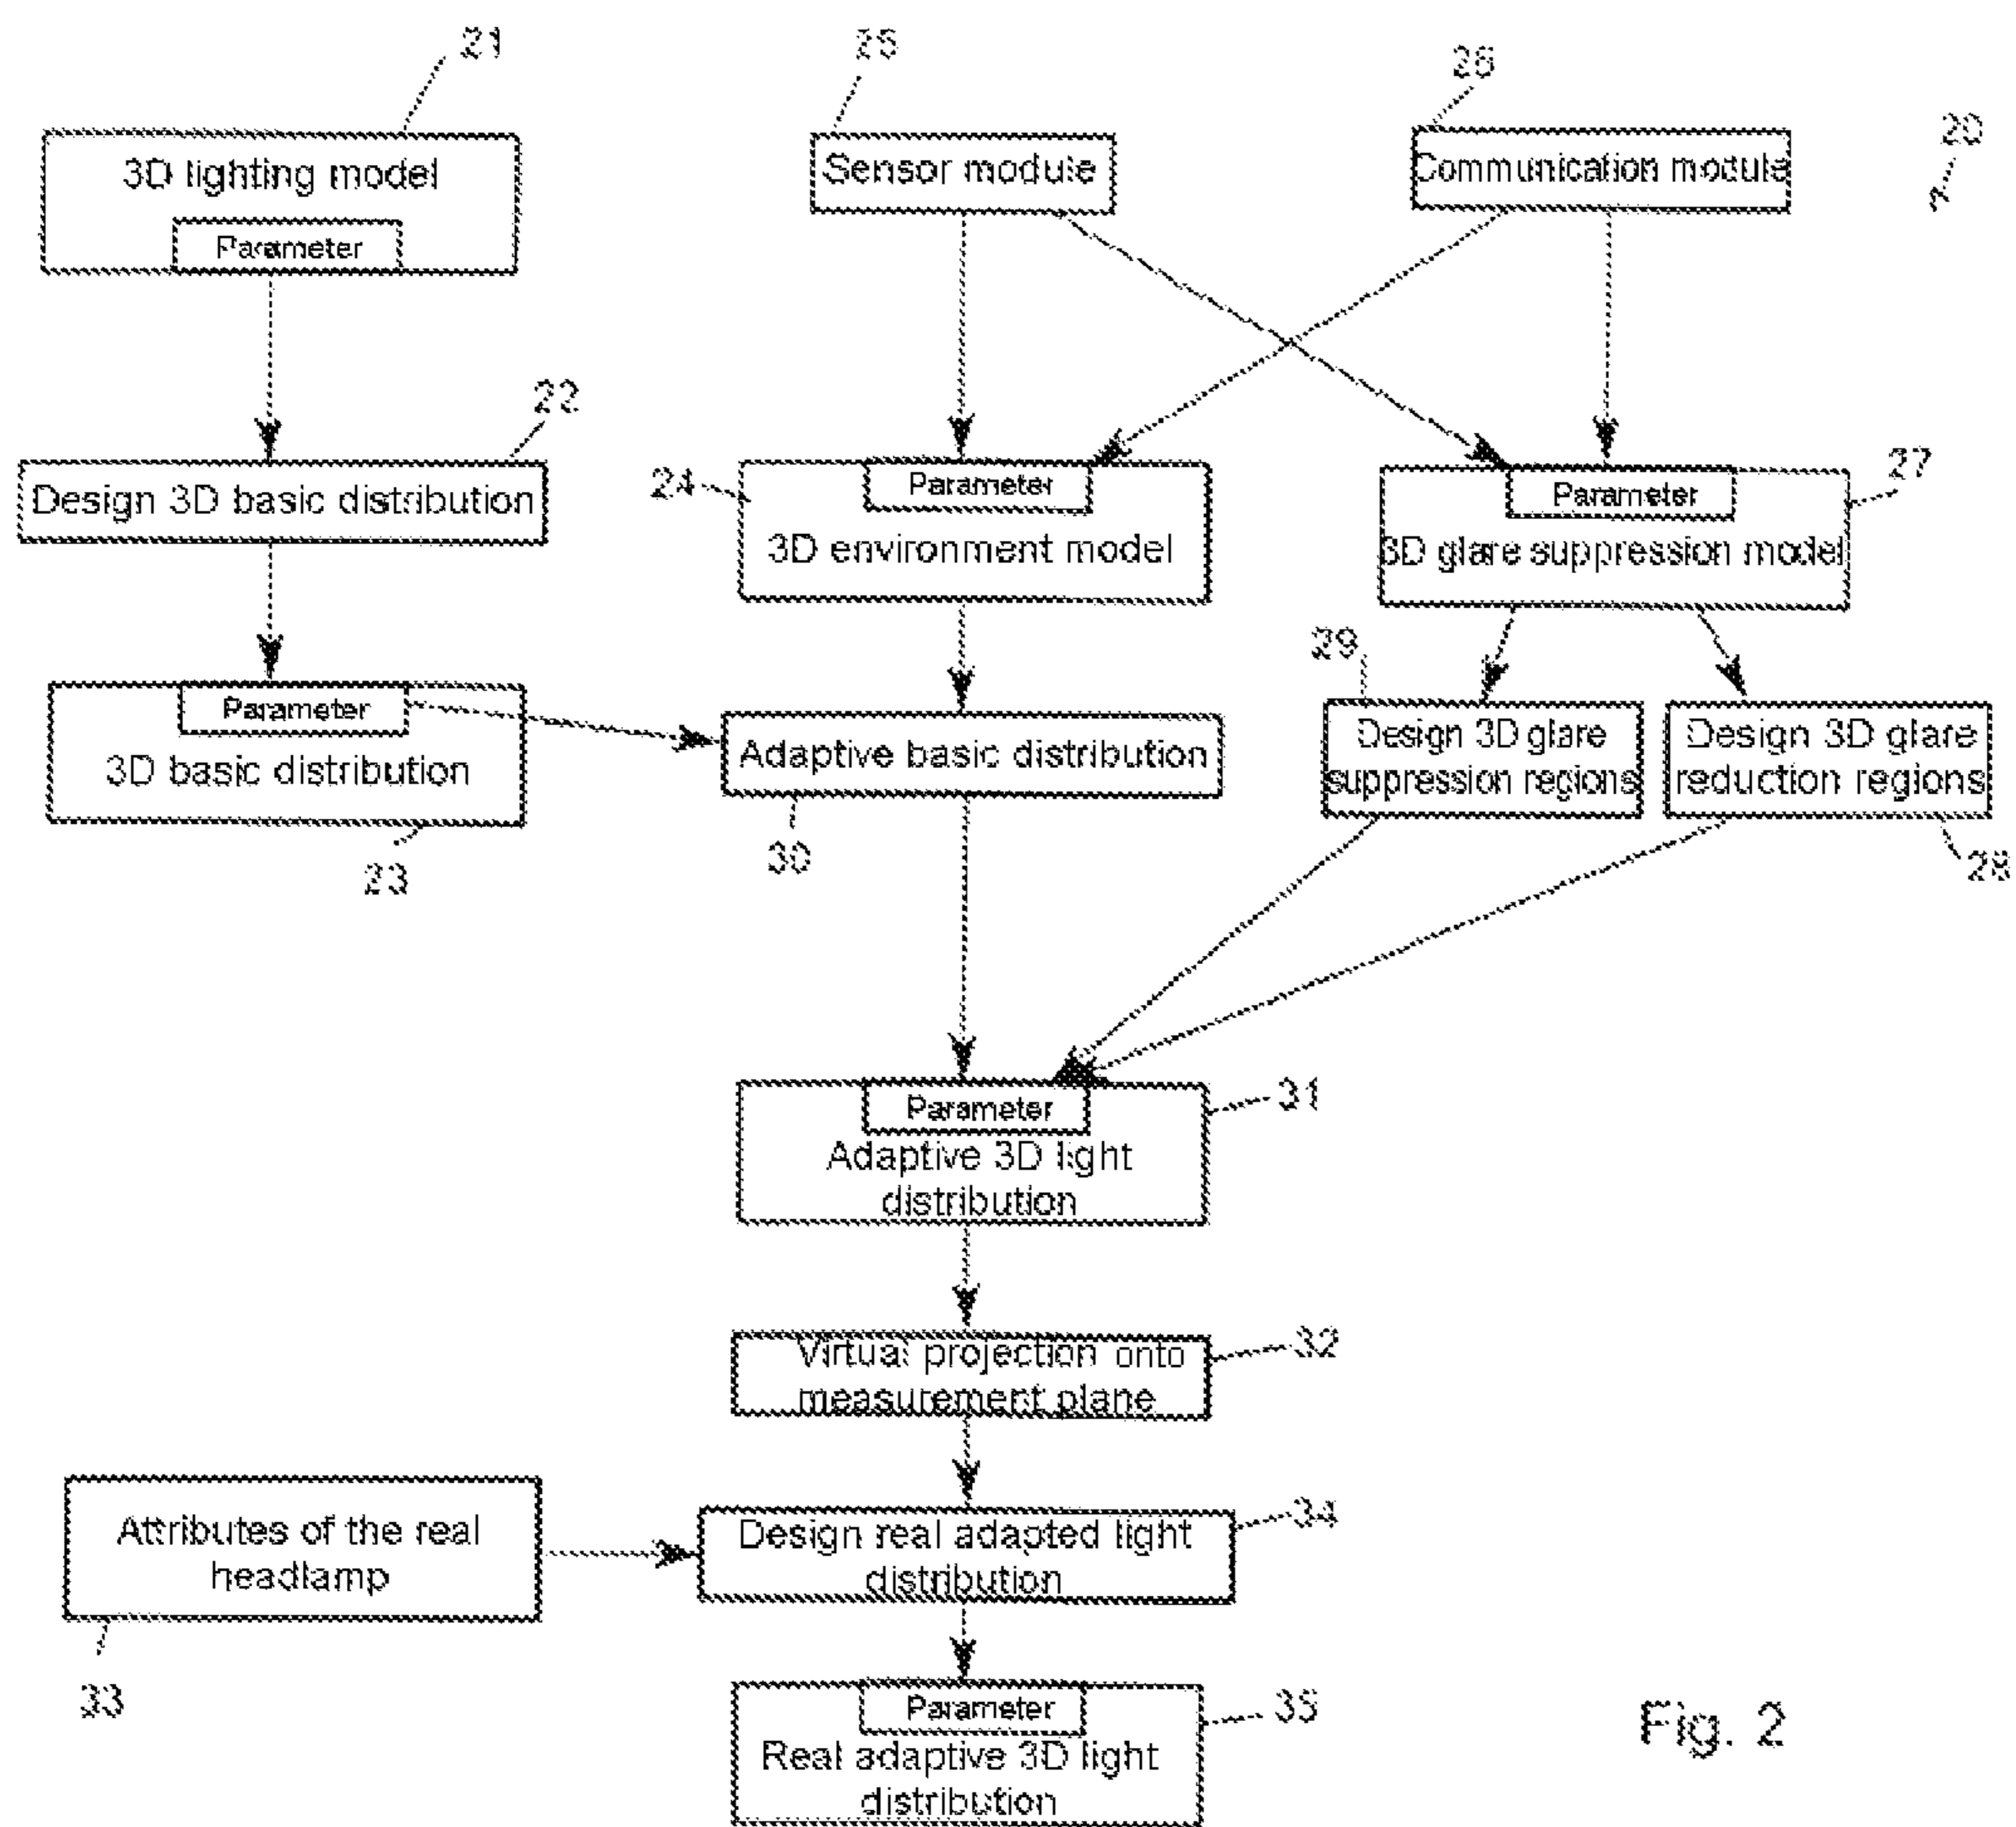 21
25
26
20
3D lighting model
Parameter
Sensor module
Communication module
22
Design 3D basic distribution
24
Parameter
3D environment model
27
Parameter
3D glare suppression model
Parameter
3D basic distribution
23
Adaptive basic distribution
30
29
Design 3D glare
suppression regions
Design 3D glare
reduction regions
28
Parameter
Adaptive 3D light
distribution
31
Virtual projection onto
measurement plane
32
Attributes of the real
headlamp
33
Design real adapted light
distribution
34
Parameter
Real adaptive 3D light
distribution
35
Fig. 2